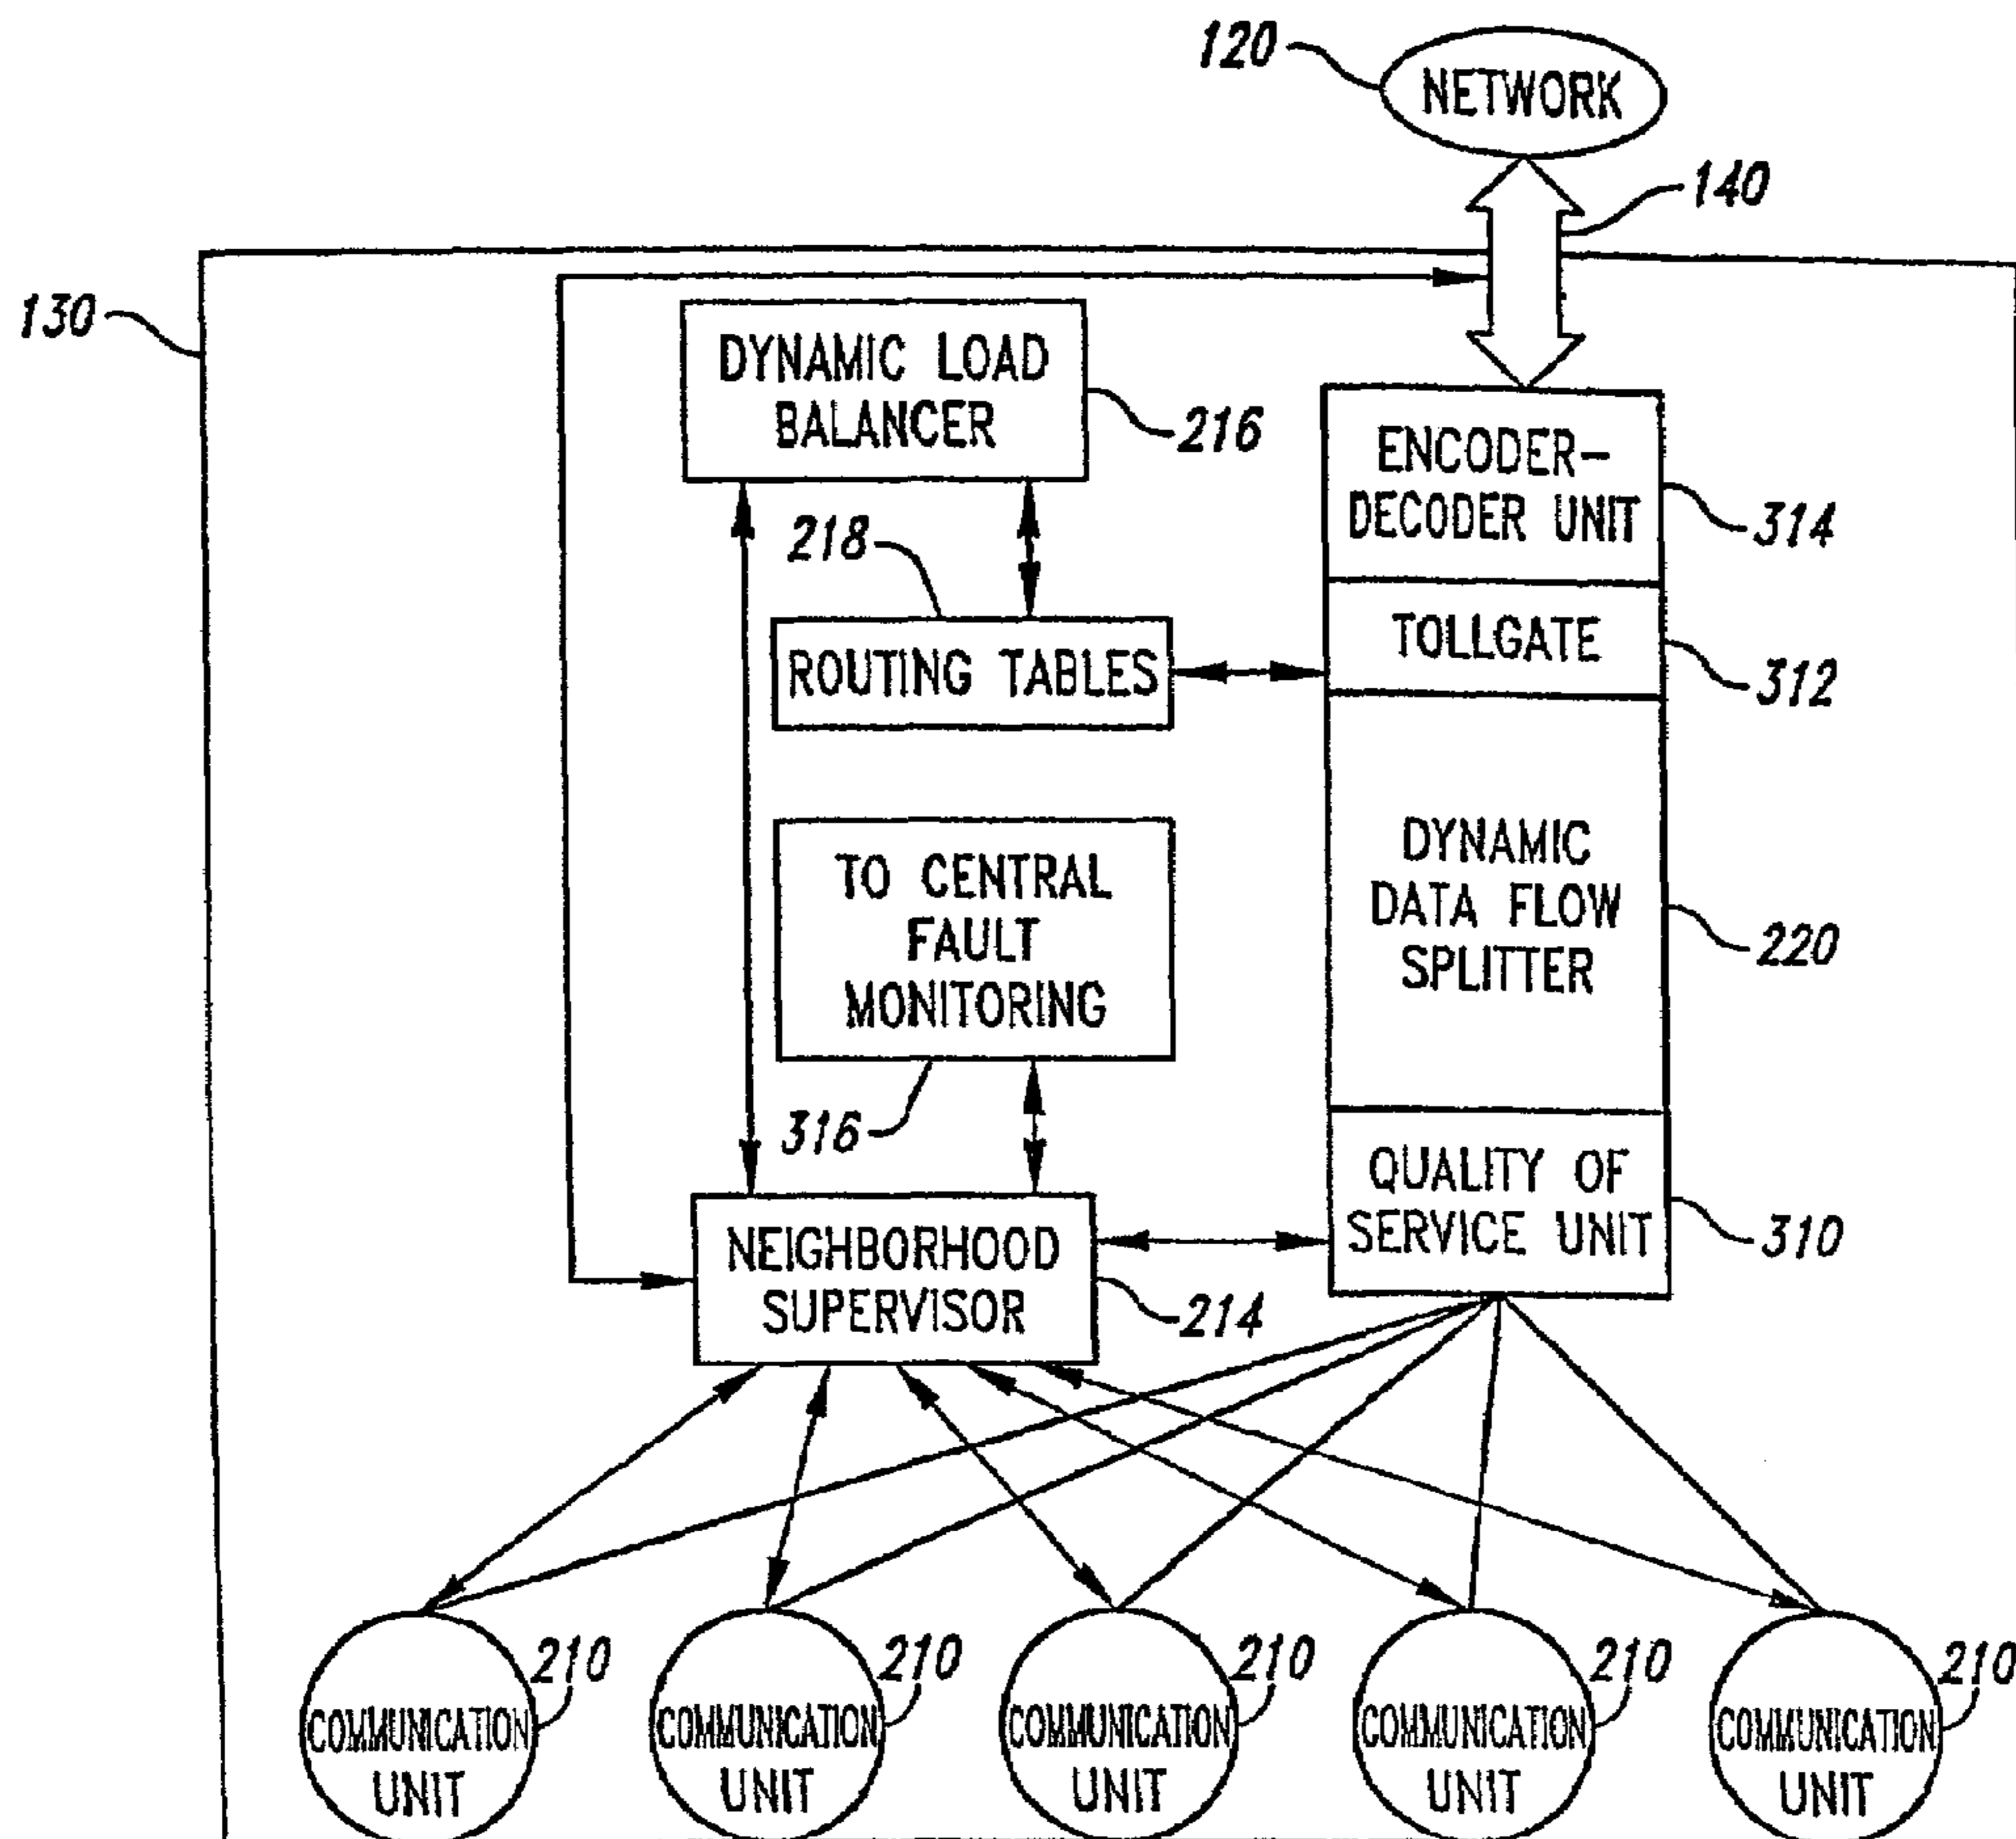 120
NETWORK
140
130
DYNAMIC LOAD
BALANCER
216
ENCODER-
DECODER UNIT
314
218
ROUTING TABLES
TOLLGATE
312
TO CENTRAL
FAULT
MONITORING
316
DYNAMIC
DATA FLOW
SPLITTER
220
QUALITY OF
SERVICE UNIT
310
NEIGHBORHOOD
SUPERVISOR
214
210
COMMUNICATION
UNIT
210
COMMUNICATION
UNIT
210
COMMUNICATION
UNIT
210
COMMUNICATION
UNIT
210
COMMUNICATION
UNIT